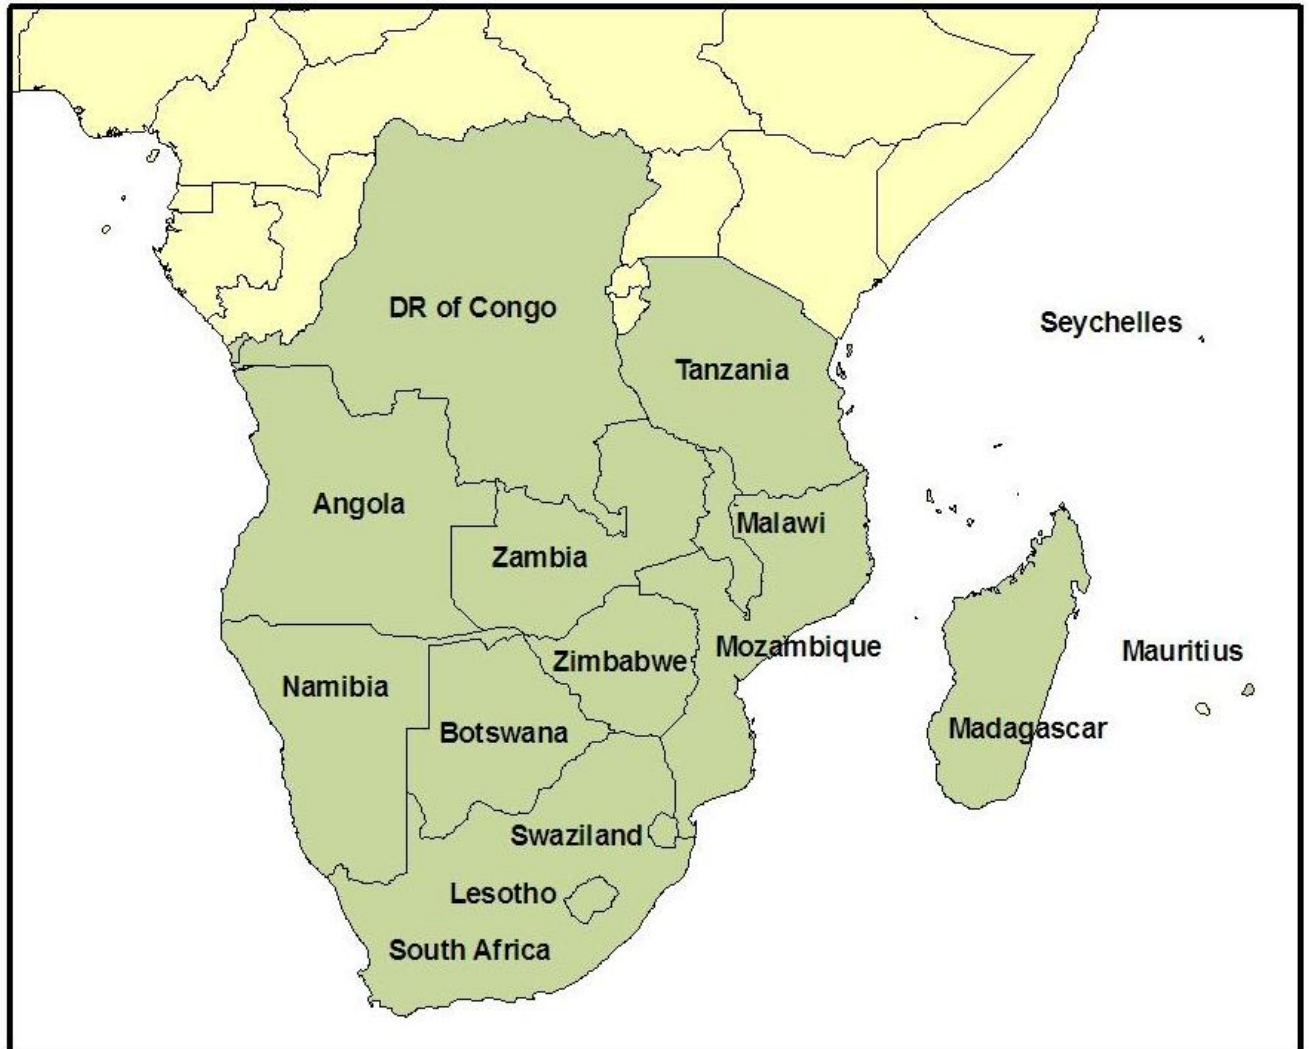 DR of Congo
Seychelles
Tanzania
Angola
Malawi
Zambia
Mozambique
Mauritius
Zimbabwe
Namibia
Madagascar
Botswana
Swaziland
Lesotho
South Africa